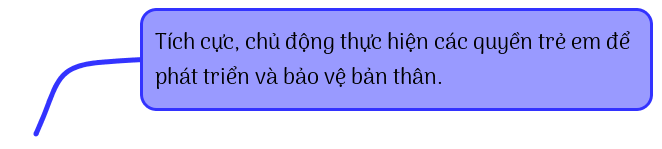 Tích cực, chủ động thực hiện các quyền trẻ em để
phát triển và bảo vệ bản thân.